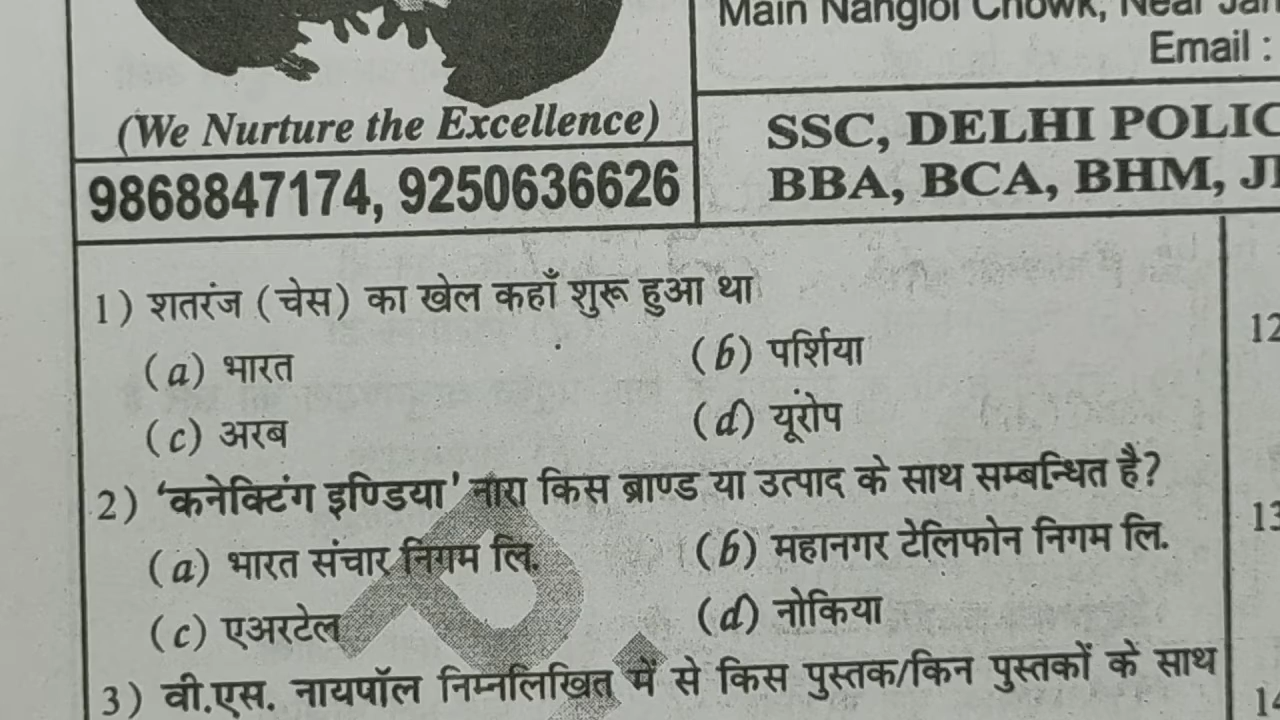 Main Nangloi Chowk, Near
Email :
(We Nurture the Excellence)
9868847174, 9250636626
SSC, DELHI
BBA, BCA, BHM,
1) शतरंज (चेस) का खेल कहाँ शुरू हुआ था
(a) भारत (b) पर्शिया
(c) अरब (d) यूरोंप
2) 'कनेक्टिंग इण्डिया' नारा किस ब्राण्ड या उत्पाद के साथ सम्बन्धित है?
(a) भारत संचार निगम लि. (b) महानगर टेलिफोन निगम लि.
(c) एअरटेल (d) नोकिया
3) वी.एस. नायपॉल निम्नलिखित में से किस पुस्तक/किन पुस्तकों के साथ
12
13